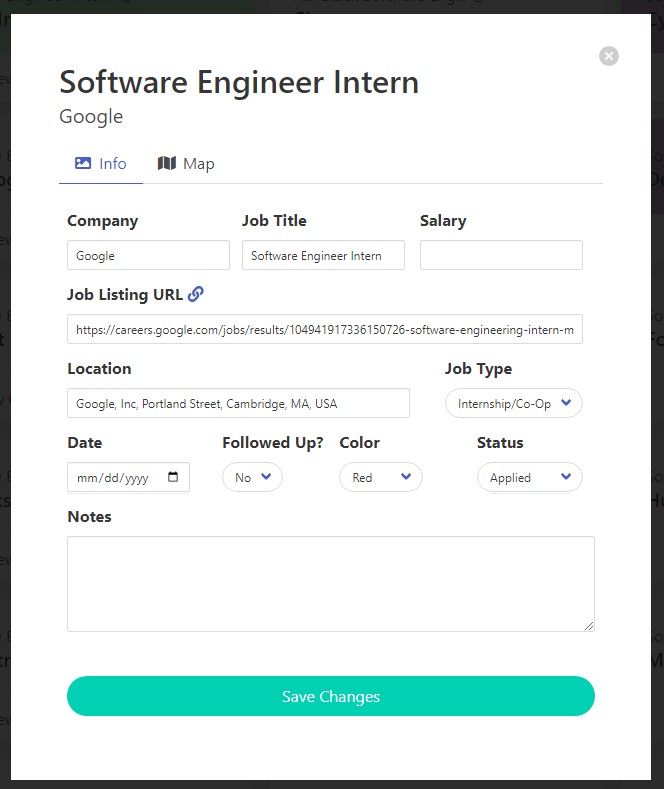 Software Engineer Intern
Google
Info Map
Company Job Title Salary
Google Software Engineer Intern
Job Listing URL
https://careers.google.com/jobs/results/104941917336150726-software-engineering-intern-m
Location Job Type
Google, Inc, Portland Street, Cambridge, MA, USA Internship/Co-Op
Date Followed Up? Color Status
mm/dd/yyyy No Red Applied
Notes
Save Changes